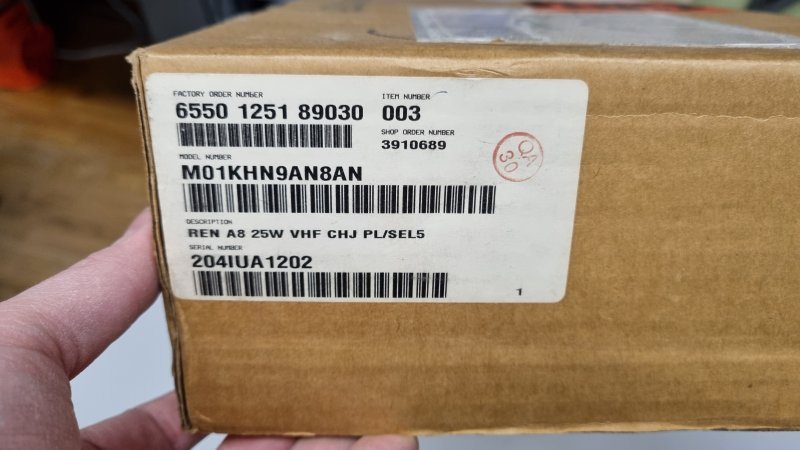 FACTORY ORDER NUMBER
6550 1251 89030
ITEM NUMBER
003
SHOP ORDER NUMBER
3910689
QA
30
MODEL NUMBER
M01KHN9AN8AN
DESCRIPTION
REN A8 25W VHF CHJ PL/SEL5
SERIAL NUMBER
204IUA1202
1